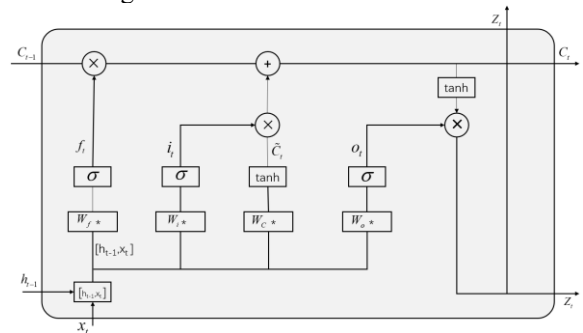 Z_t
C_{t-1}
C_t
×
+
tanh
f_t
i_t
×
C̃_t
o_t
×
σ
σ
tanh
σ
W_f *
W_i *
W_C *
W_o *
[h_{t-1},x_t]
h_{t-1}
[h_{t-1},x_t]
Z_t
x_t